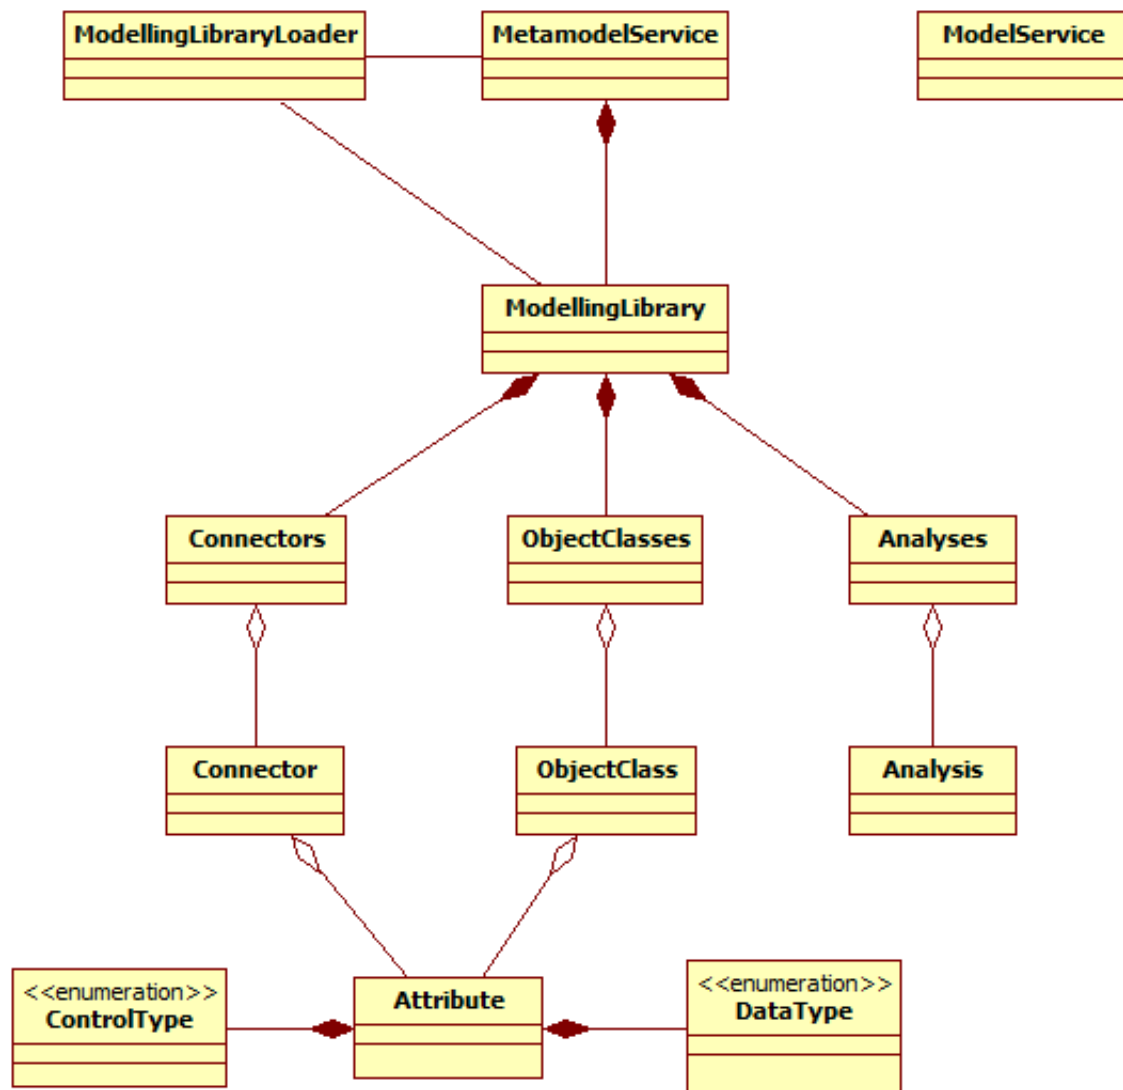 ModellingLibraryLoader
MetamodelService
ModelService
ModellingLibrary
Connectors
ObjectClasses
Analyses
Connector
ObjectClass
Analysis
<<enumeration>>
ControlType
Attribute
<<enumeration>>
DataType